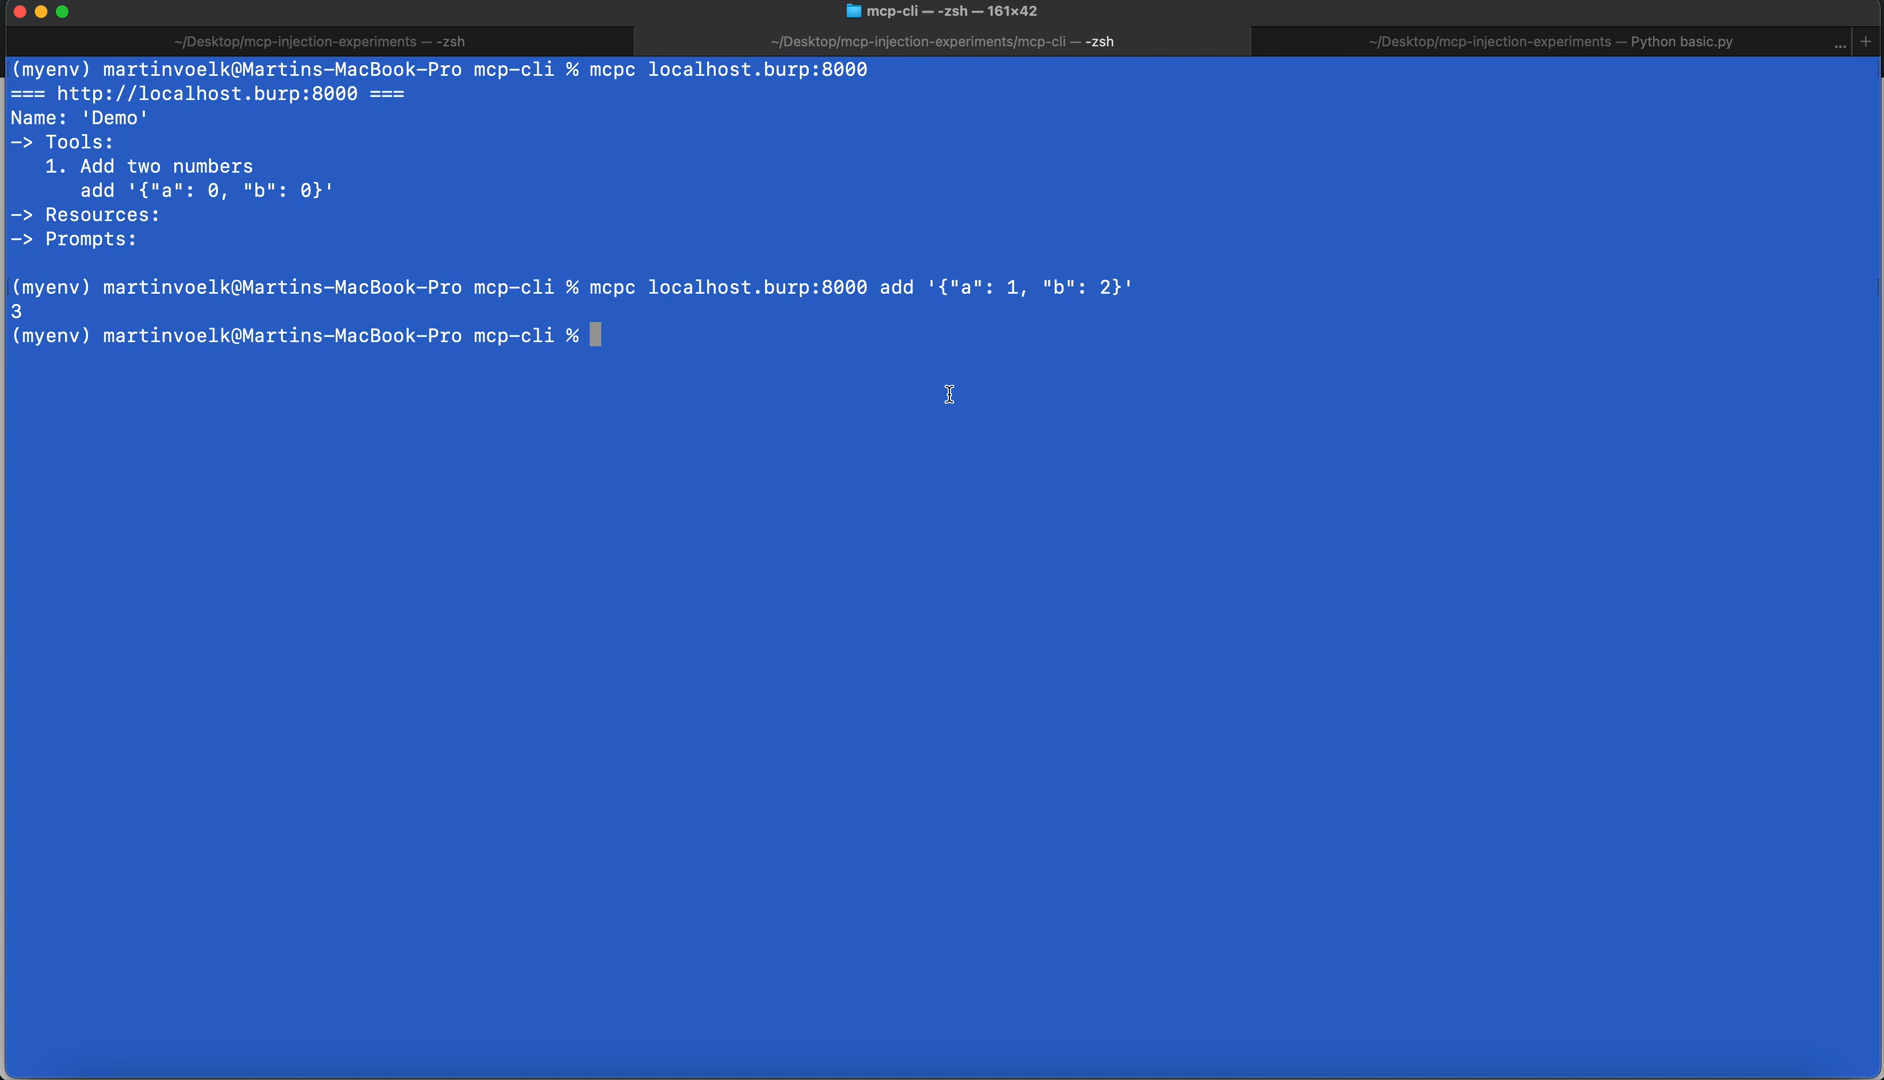 mcp-cli — -zsh — 161×42
~/Desktop/mcp-injection-experiments — -zsh
~/Desktop/mcp-injection-experiments/mcp-cli — -zsh
~/Desktop/mcp-injection-experiments — Python basic.py
... +
(myenv) martinvoelk@Martins-MacBook-Pro mcp-cli % mcpc localhost.burp:8000
=== http://localhost.burp:8000 ===
Name: 'Demo'
-> Tools:
   1. Add two numbers
      add '{"a": 0, "b": 0}'
-> Resources:
-> Prompts:
(myenv) martinvoelk@Martins-MacBook-Pro mcp-cli % mcpc localhost.burp:8000 add '{"a": 1, "b": 2}'
3
(myenv) martinvoelk@Martins-MacBook-Pro mcp-cli %